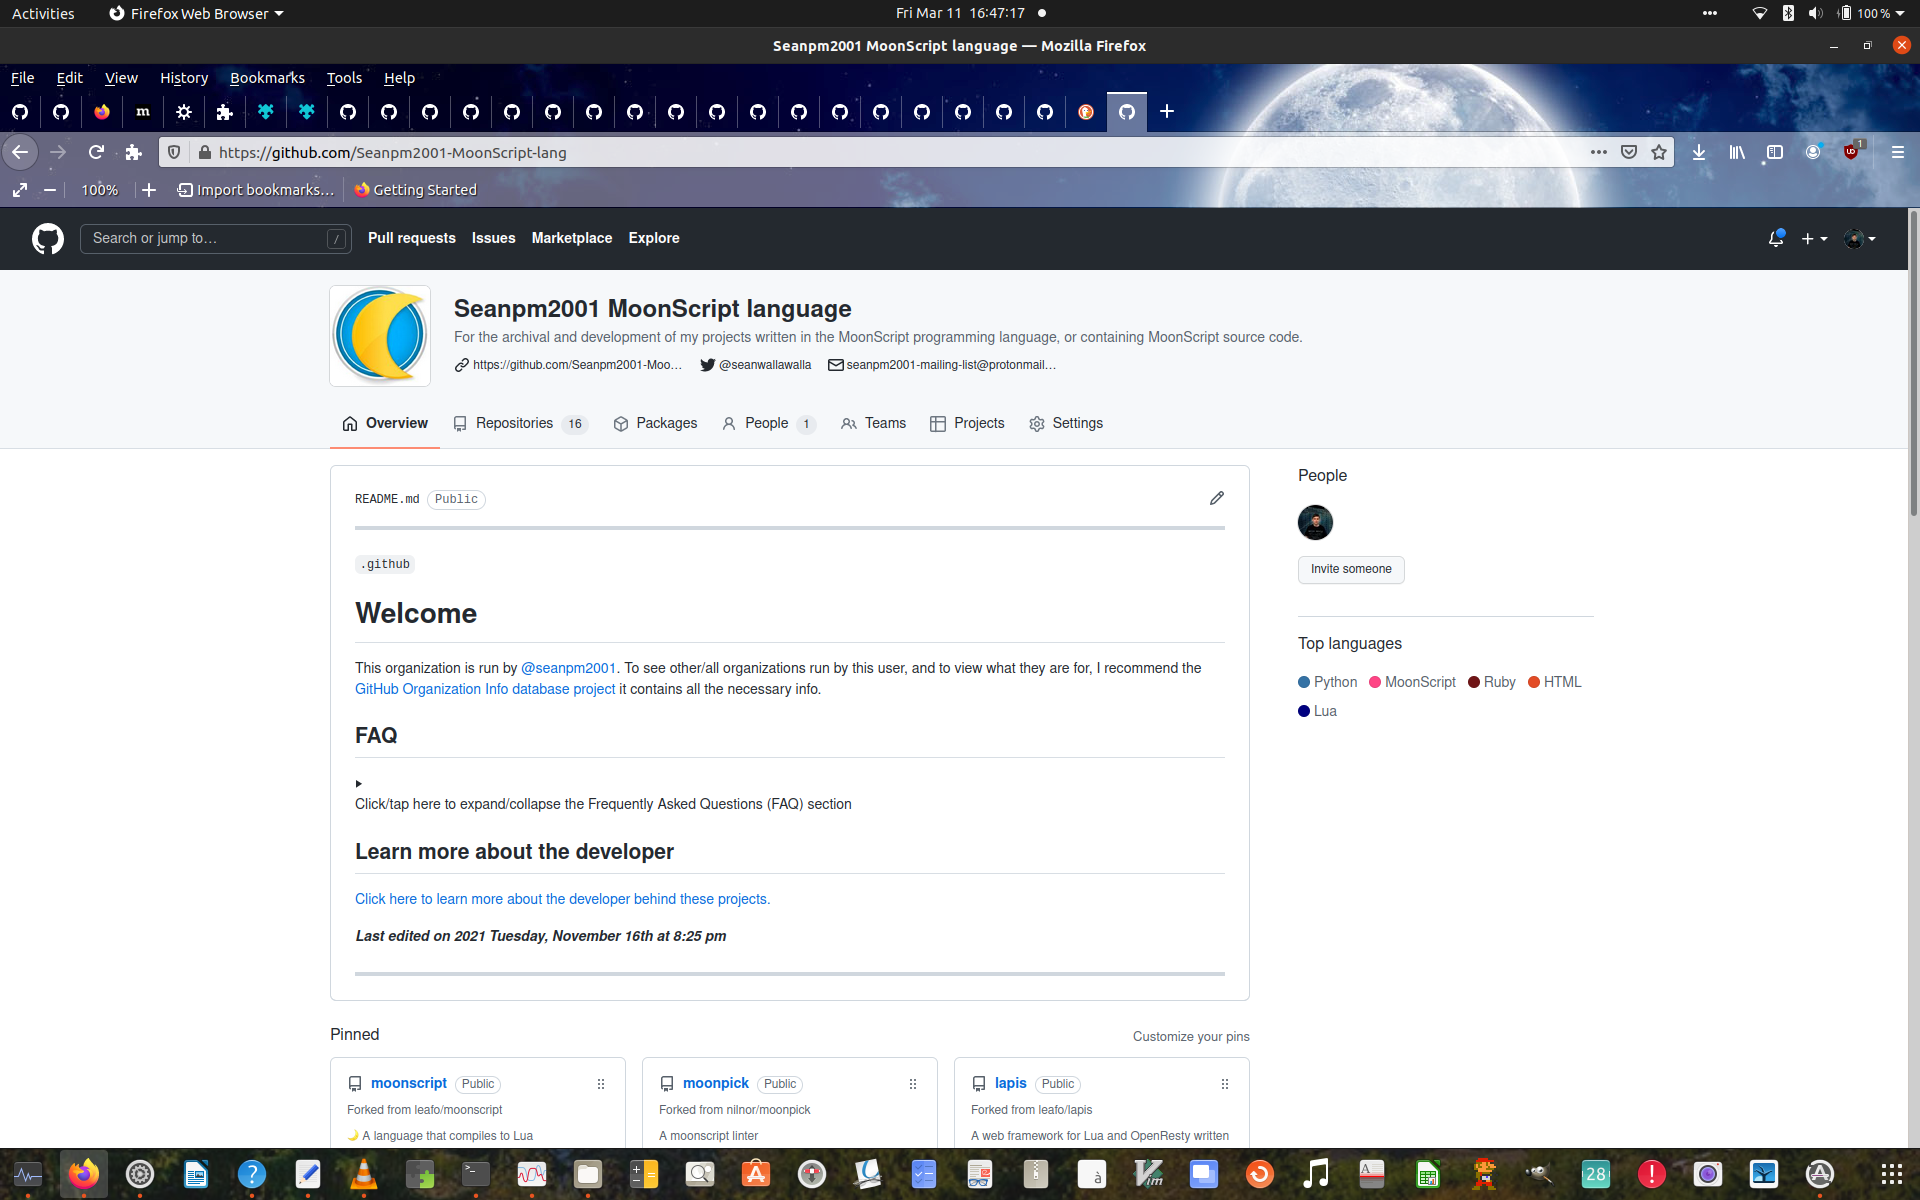 Activities Firefox Web Browser Fri Mar 11 16:47:17 100 %
Seanpm2001 MoonScript language — Mozilla Firefox
File Edit View History Bookmarks Tools Help
m
https://github.com/Seanpm2001-MoonScript-lang 1
100% Import bookmarks... Getting Started
Search or jump to... / Pull requests Issues Marketplace Explore
Seanpm2001 MoonScript language
For the archival and development of my projects written in the MoonScript programming language, or containing MoonScript source code.
https://github.com/Seanpm2001-Moo... @seanwallawalla seanpm2001-mailing-list@protonmail...
Overview Repositories 16 Packages People 1 Teams Projects Settings
README.md Public
.github
Welcome
This organization is run by @seanpm2001. To see other/all organizations run by this user, and to view what they are for, I recommend the
GitHub Organization Info database project it contains all the necessary info.
FAQ
Click/tap here to expand/collapse the Frequently Asked Questions (FAQ) section
Learn more about the developer
Click here to learn more about the developer behind these projects.
Last edited on 2021 Tuesday, November 16th at 8:25 pm
People
Invite someone
Top languages
Python MoonScript Ruby HTML
Lua
Pinned Customize your pins
moonscript Public
Forked from leafo/moonscript
🌙 A language that compiles to Lua
moonpick Public
Forked from nilnor/moonpick
A moonscript linter
lapis Public
Forked from leafo/lapis
A web framework for Lua and OpenResty written
28